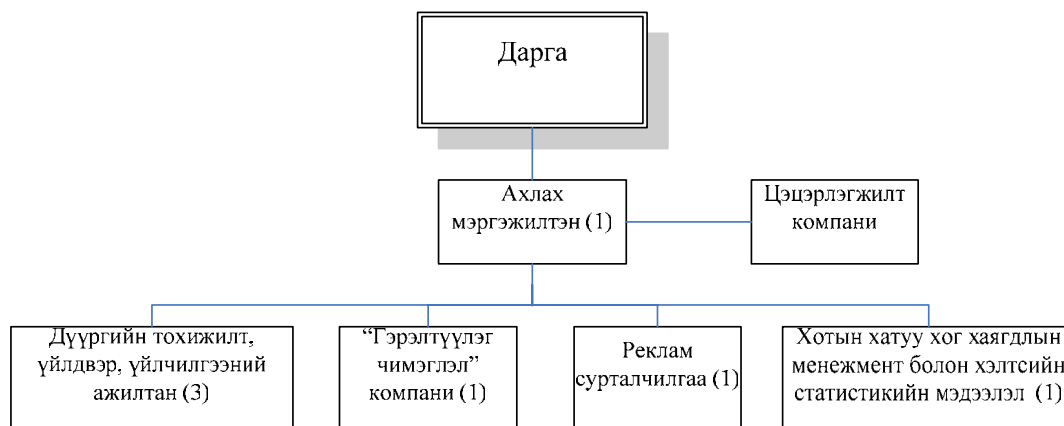 Дарга
Ахлах
мэргэжилтэн (1)
Цэцэрлэгжилт
компани
Дүүргийн тохижилт,
үйлдвэр, үйлчилгээний
ажилтан (3)
“Гэрэлтүүлэг
чимэглэл”
компани (1)
Реклам
сурталчилгаа (1)
Хотын хатуу хог хаягдлын
менежмент болон хэлтсийн
статистикийн мэдээлэл (1)